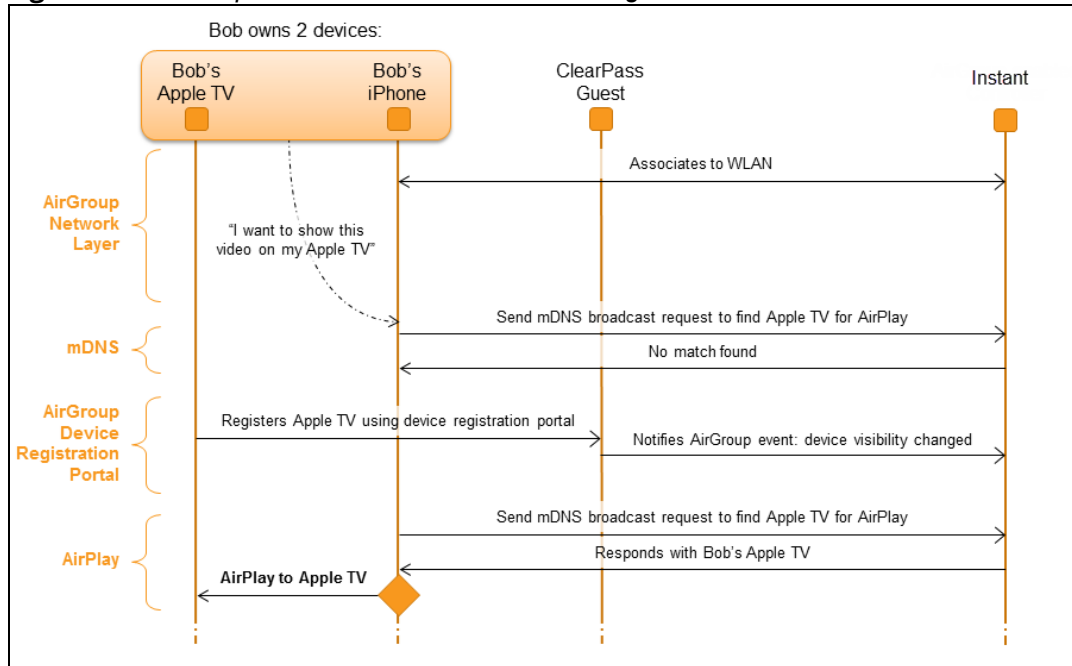 Bob owns 2 devices:
Bob's
Apple TV
Bob's
iPhone
ClearPass
Guest
Instant
Associates to WLAN
AirGroup
Network
Layer
“I want to show this
video on my Apple TV”
Send mDNS broadcast request to find Apple TV for AirPlay
mDNS
No match found
AirGroup
Device
Registration
Portal
Registers Apple TV using device registration portal
Notifies AirGroup event: device visibility changed
Send mDNS broadcast request to find Apple TV for AirPlay
AirPlay
Responds with Bob's Apple TV
AirPlay to Apple TV